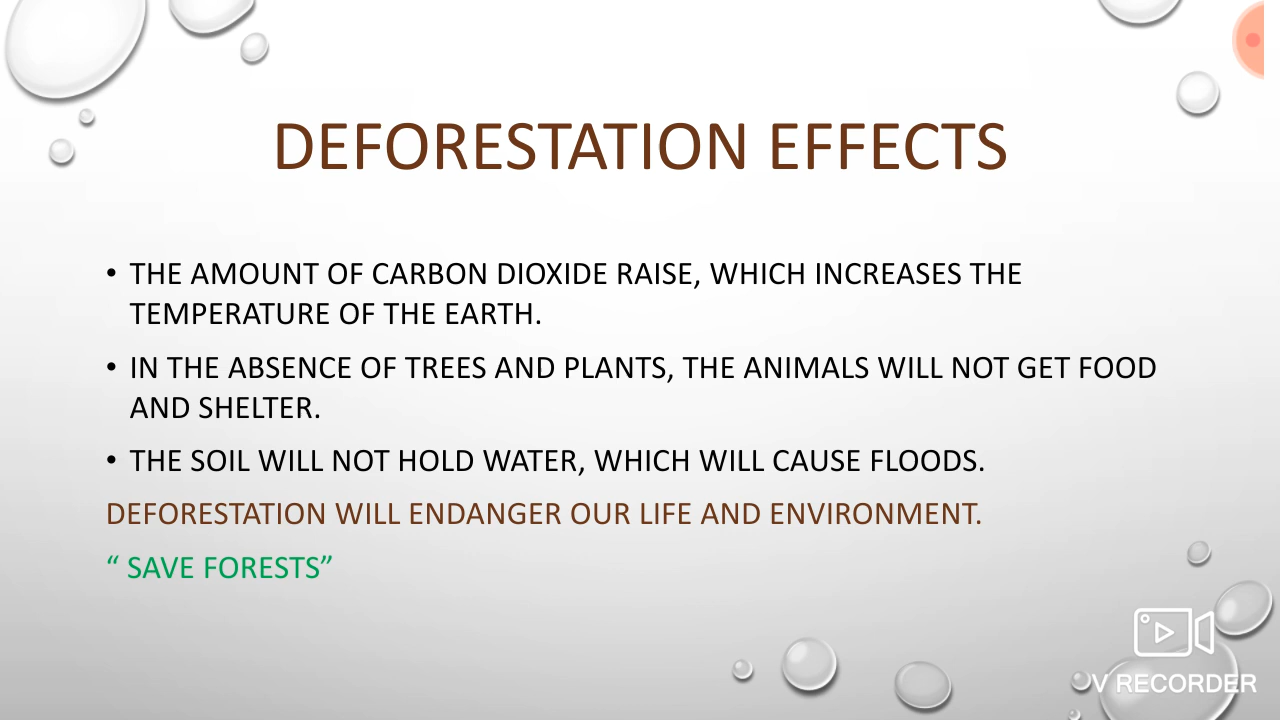 DEFORESTATION EFFECTS
• THE AMOUNT OF CARBON DIOXIDE RAISE, WHICH INCREASES THE
TEMPERATURE OF THE EARTH.
• IN THE ABSENCE OF TREES AND PLANTS, THE ANIMALS WILL NOT GET FOOD
AND SHELTER.
• THE SOIL WILL NOT HOLD WATER, WHICH WILL CAUSE FLOODS.
DEFORESTATION WILL ENDANGER OUR LIFE AND ENVIRONMENT.
“ SAVE FORESTS”
V RECORDER